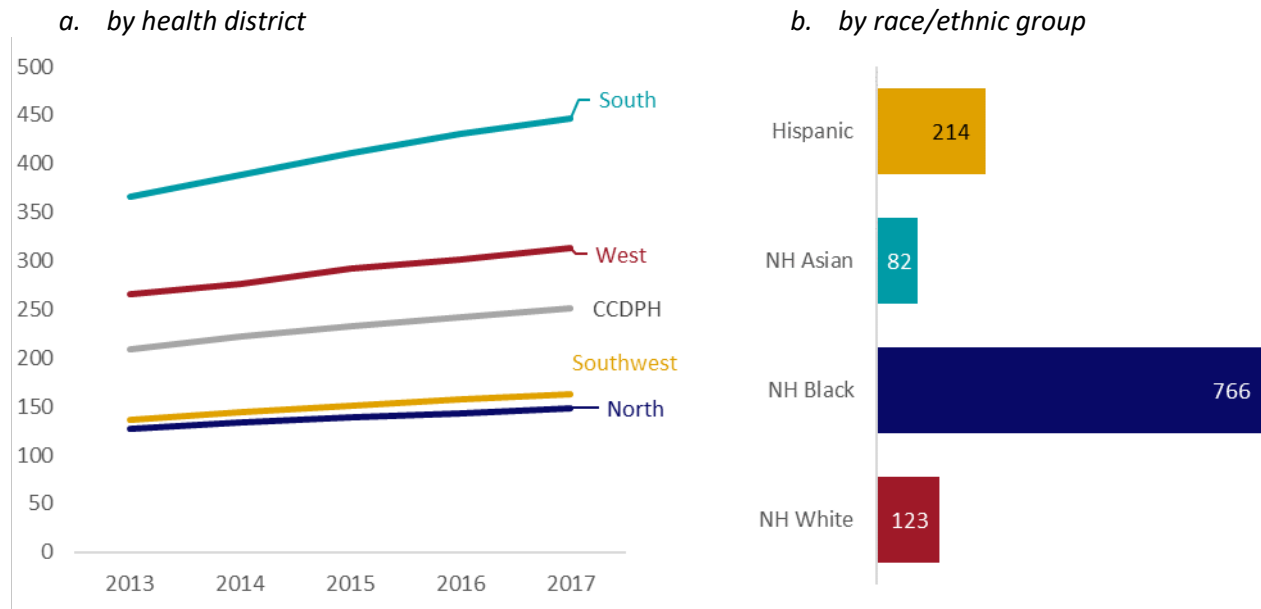 a. by health district
500
450
400
350
300
250
200
150
100
50
0
South
West
CCDPH
Southwest
North
2013 2014 2015 2016 2017
b. by race/ethnic group
Hispanic 214
NH Asian 82
NH Black 766
NH White 123